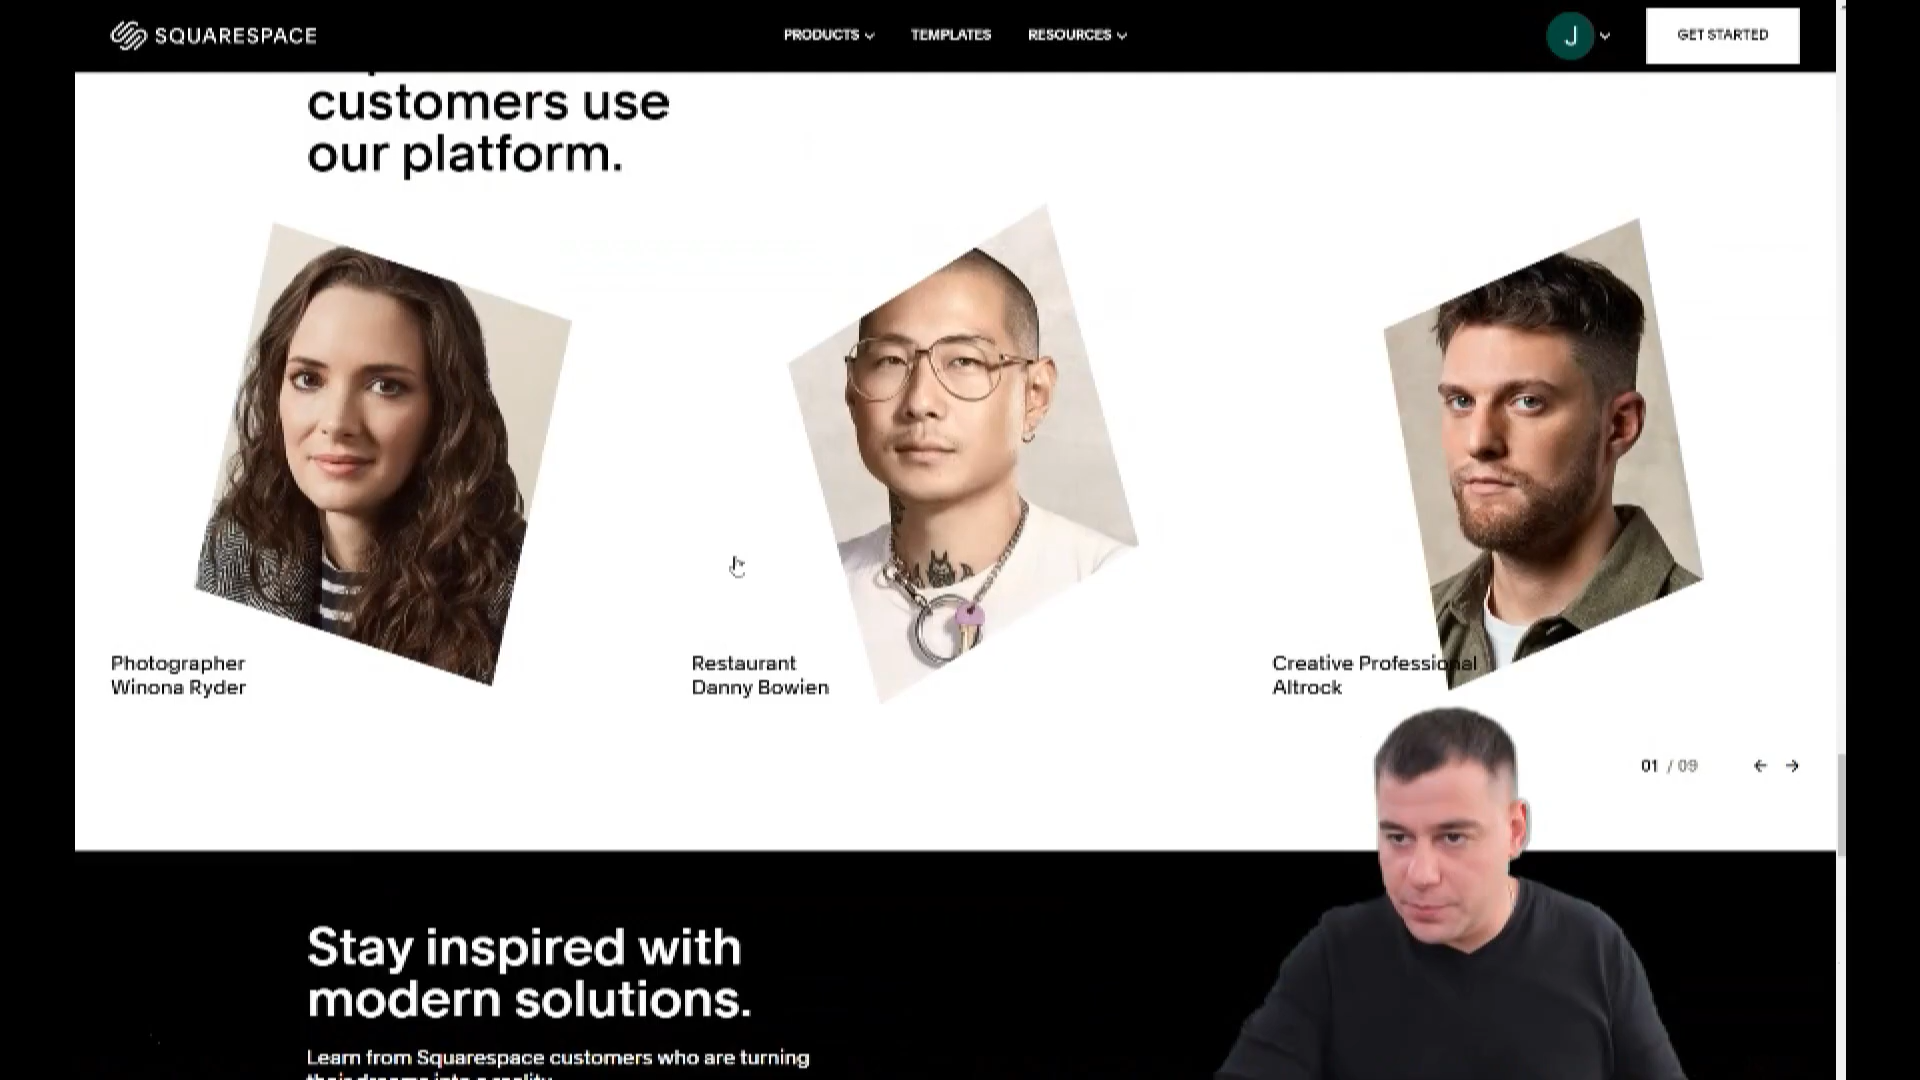 SQUARESPACE
PRODUCTS
TEMPLATES
RESOURCES
J
GET STARTED
customers use
our platform.
Photographer
Winona Ryder
Restaurant
Danny Bowien
Creative Professional
Altrock
01 / 09
Stay inspired with
modern solutions.
Learn from Squarespace customers who are turning